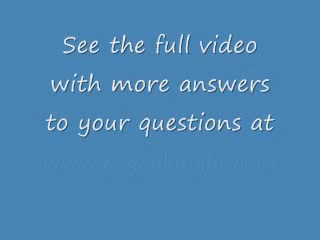 See the full video
with more answers
to your questions at